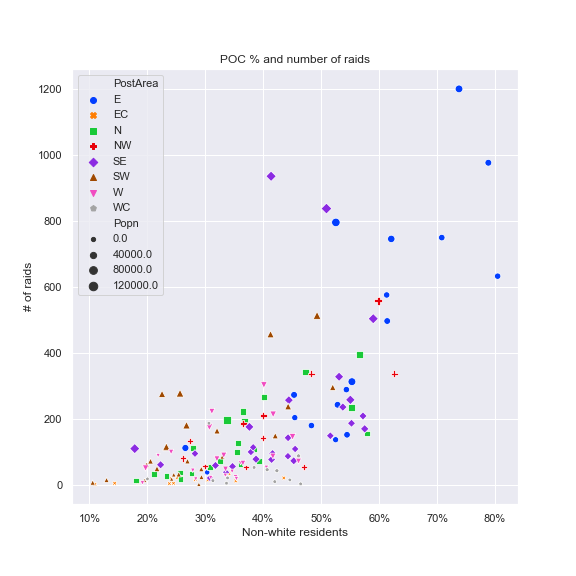 POC % and number of raids
PostArea
E
EC
N
NW
SE
SW
W
WC
Popn
0.0
40000.0
80000.0
120000.0
1200
1000
800
600
400
200
0
# of raids
10%
20%
30%
40%
50%
60%
70%
80%
Non-white residents